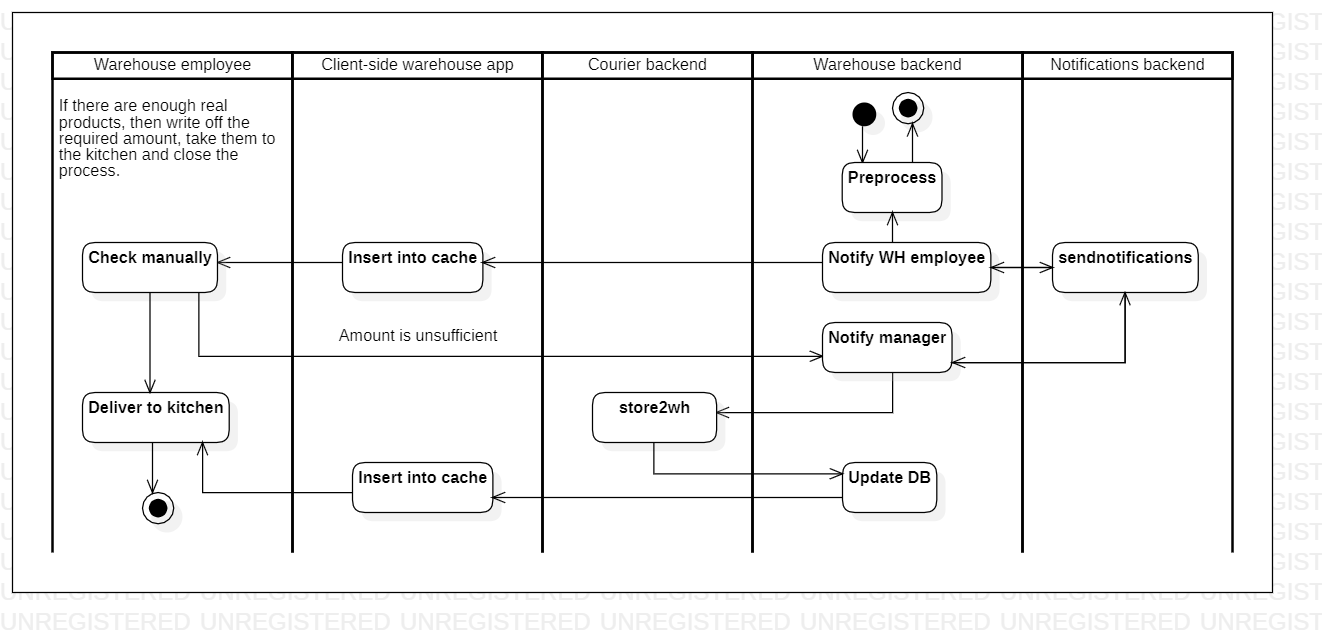 Warehouse employee
Client-side warehouse app
Courier backend
Warehouse backend
Notifications backend
If there are enough real
products, then write off the
required amount, take them to
the kitchen and close the
process.
Preprocess
Check manually
Insert into cache
Notify WH employee
sendnotifications
Amount is unsufficient
Notify manager
Deliver to kitchen
store2wh
Insert into cache
Update DB
UNREGISTERED UNREGISTERED UNREGISTERED UNREGISTERED UNREGISTERED UNREGISTERED UNREGIST